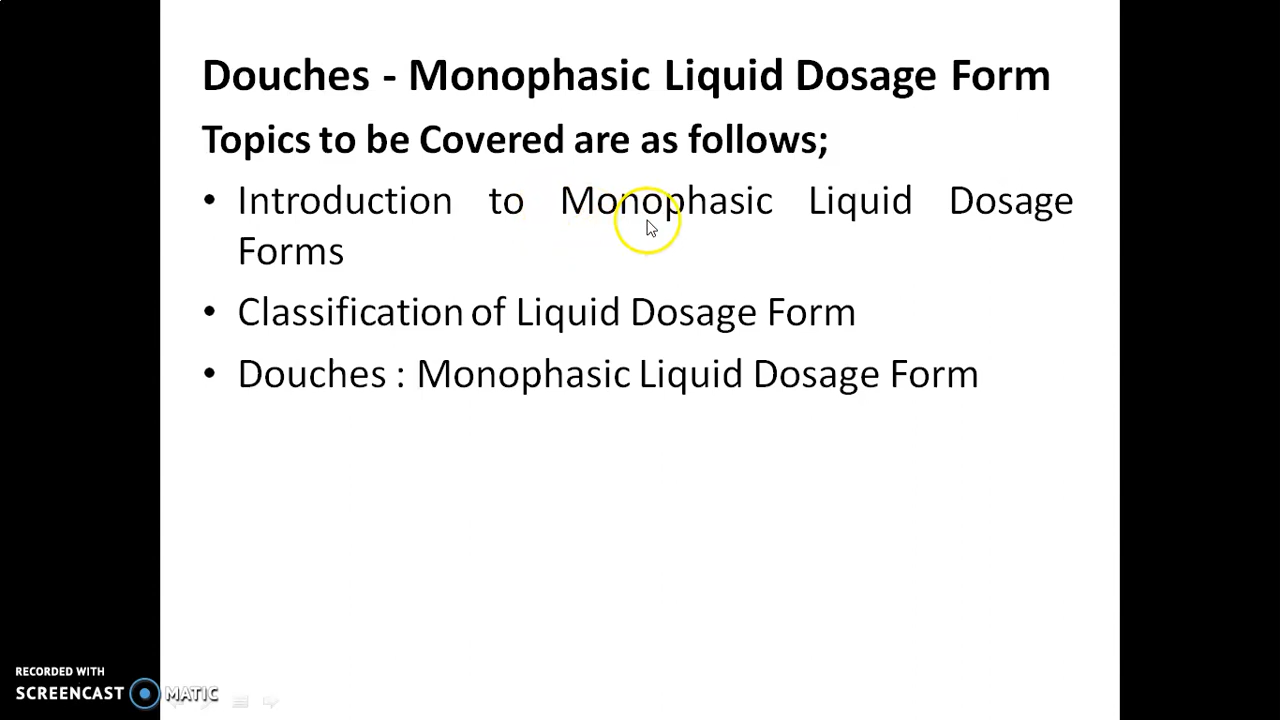 Douches - Monophasic Liquid Dosage Form
Topics to be Covered are as follows;
• Introduction to Monophasic Liquid Dosage
Forms
• Classification of Liquid Dosage Form
• Douches : Monophasic Liquid Dosage Form
RECORDED WITH
SCREENCAST MATIC